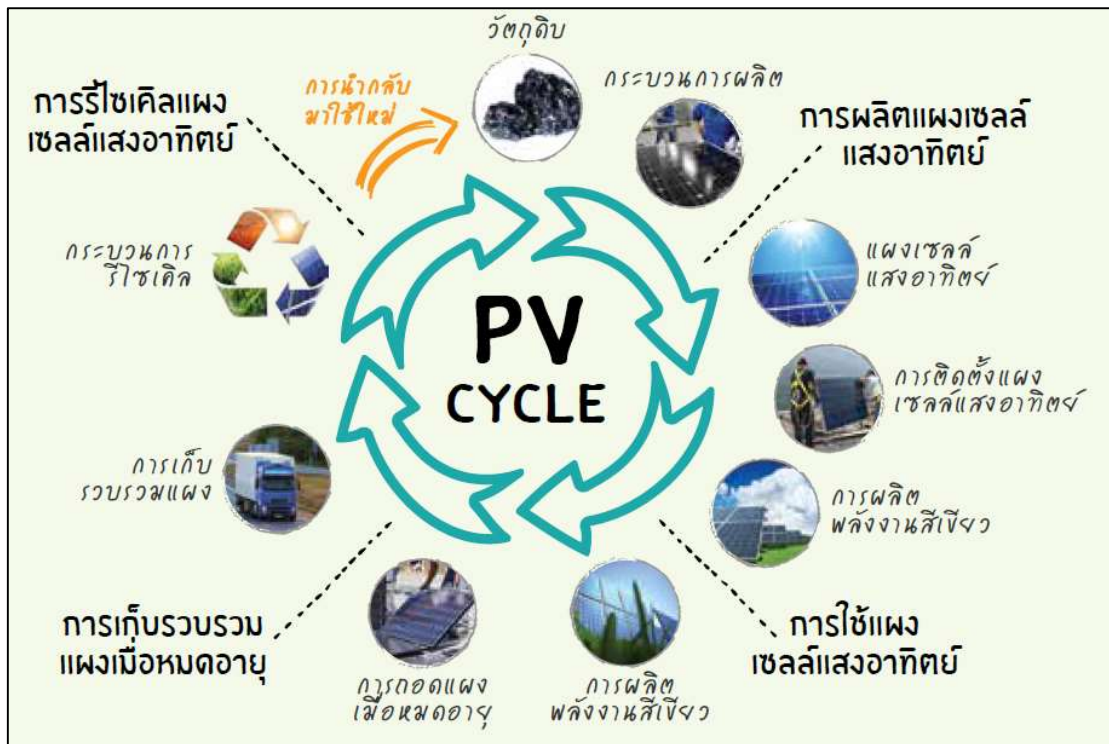 วัตถุดิบ
กระบวนการผลิต
การผลิตแผงเซลล์
แสงอาทิตย์
แผงเซลล์
แสงอาทิตย์
การติดตั้งแผง
เซลล์แสงอาทิตย์
การผลิต
พลังงานสีเขียว
การใช้แผง
เซลล์แสงอาทิตย์
การผลิต
พลังงานสีเขียว
การถอดแผง
เมื่อหมดอายุ
การเก็บรวบรวม
แผงเมื่อหมดอายุ
การเก็บ
รวบรวมแผง
กระบวนการ
รีไซเคิล
การรีไซเคิลแผง
เซลล์แสงอาทิตย์
การนำกลับ
มาใช้ใหม่
PV
CYCLE